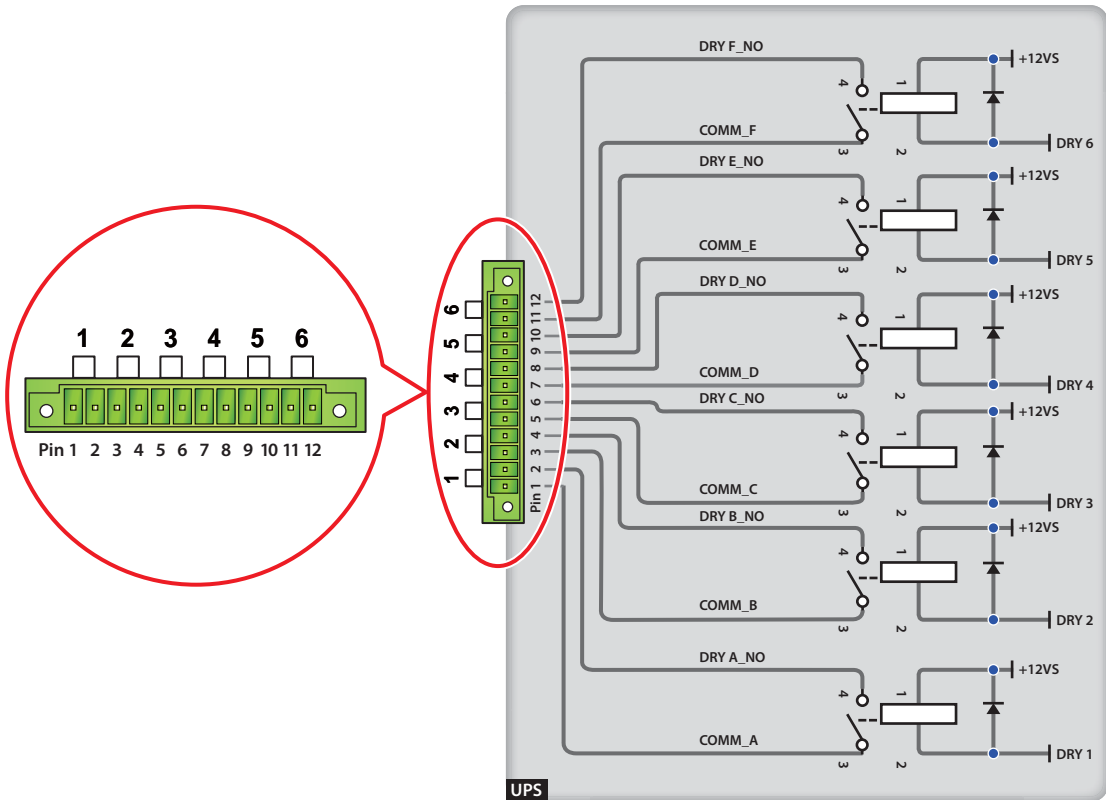 1 2 3 4 5 6
Pin 1 2 3 4 5 6 7 8 9 10 11 12
6
5
4
3
2
1
12
11
10
9
8
7
6
5
4
3
2
Pin 1
DRY F_NO
4
1
+12VS
COMM_F
3
2
DRY 6
DRY E_NO
4
1
+12VS
COMM_E
3
2
DRY 5
DRY D_NO
4
1
+12VS
COMM_D
3
2
DRY 4
DRY C_NO
4
1
+12VS
COMM_C
3
2
DRY 3
DRY B_NO
4
1
+12VS
COMM_B
3
2
DRY 2
DRY A_NO
4
1
+12VS
COMM_A
3
2
DRY 1
UPS